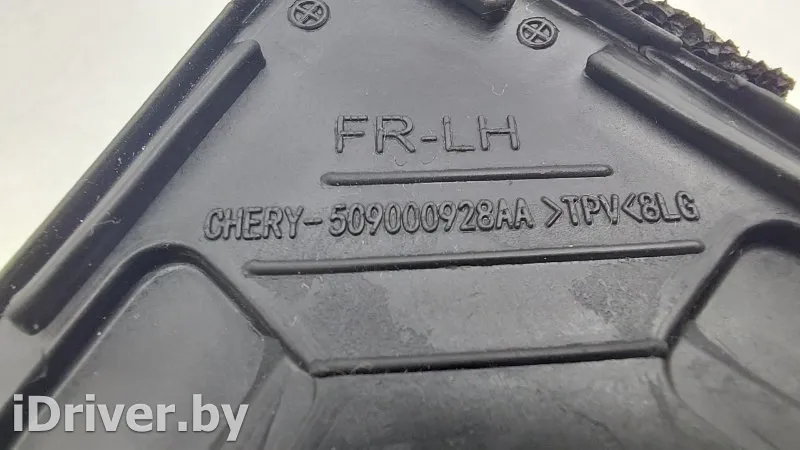 FR-LH
CHERY-509000928AA >TPV<8LG
iDriver.by